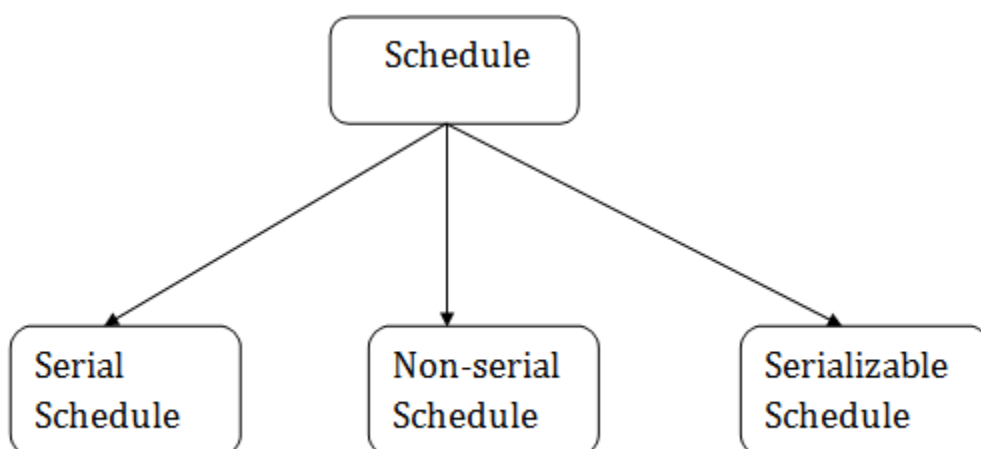 Schedule
Serial
Schedule
Non-serial
Schedule
Serializable
Schedule